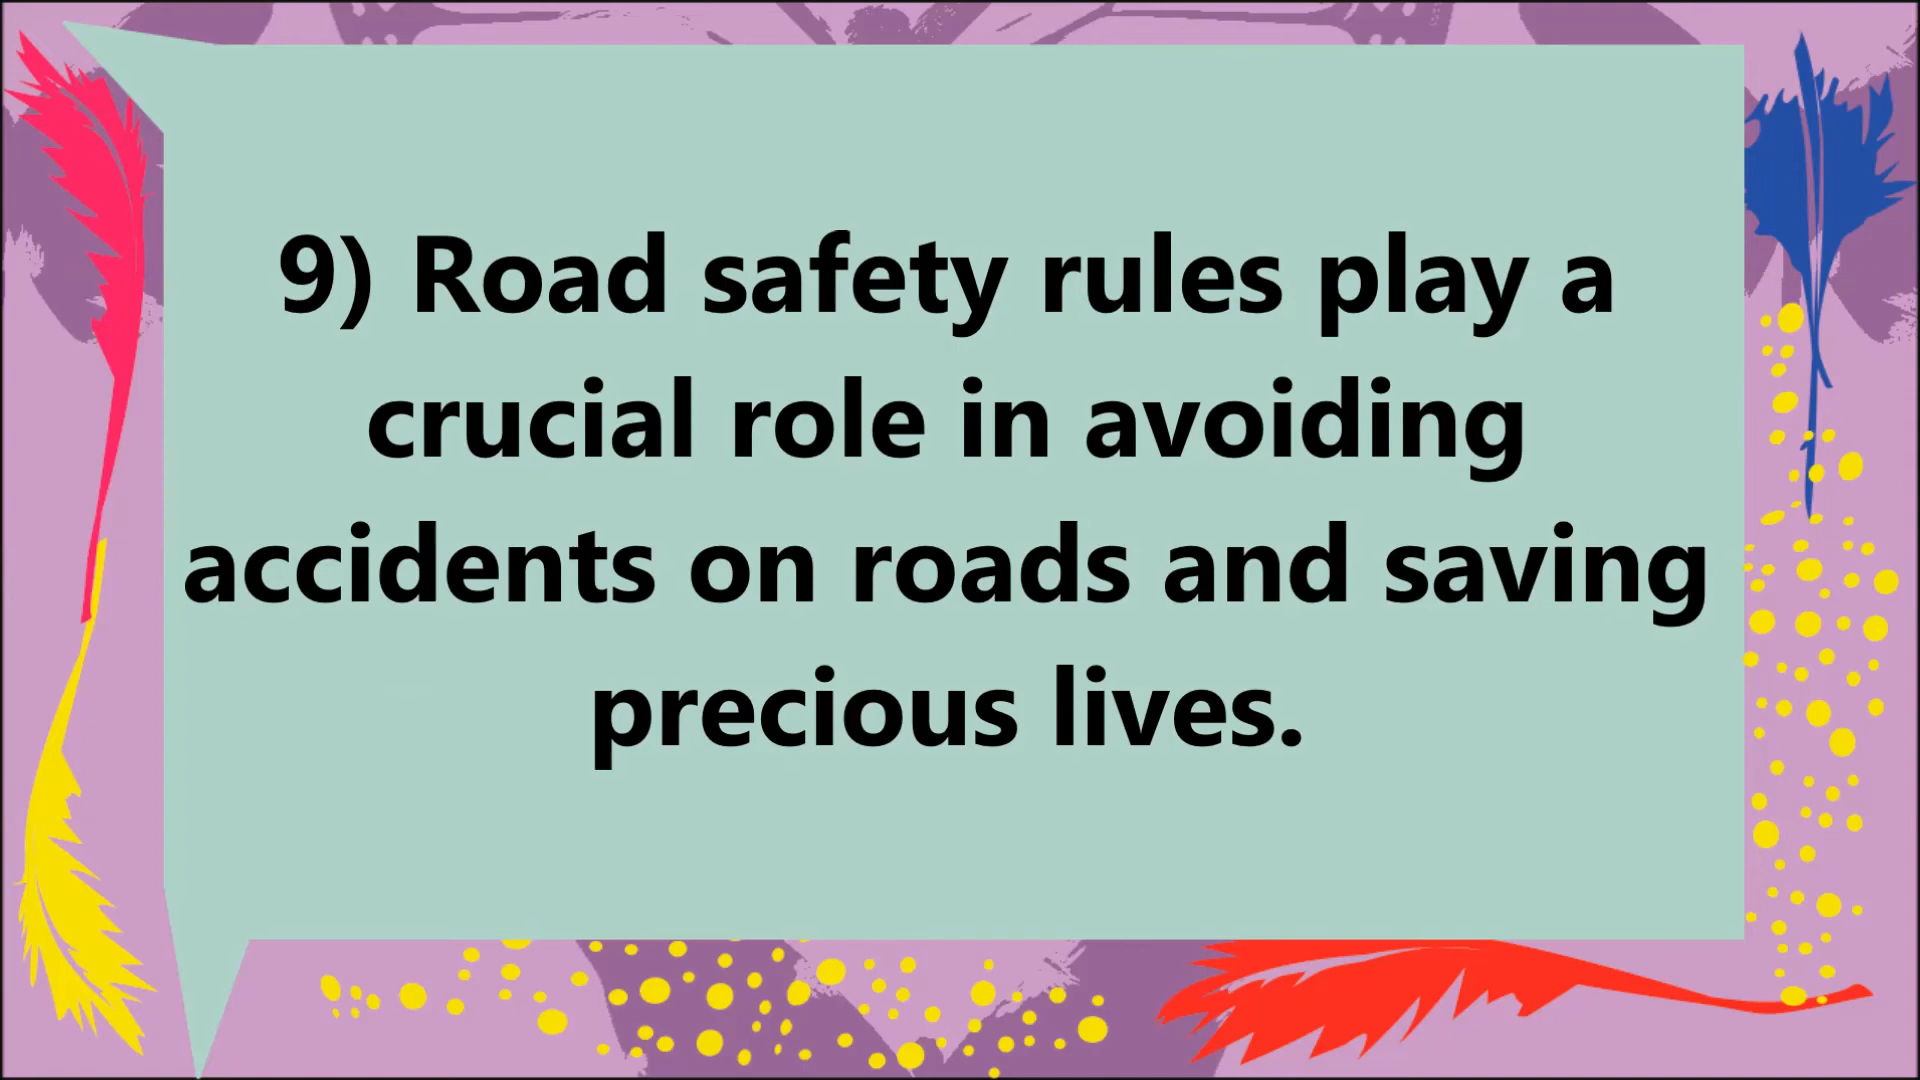 9) Road safety rules play a
crucial role in avoiding
accidents on roads and saving
precious lives.